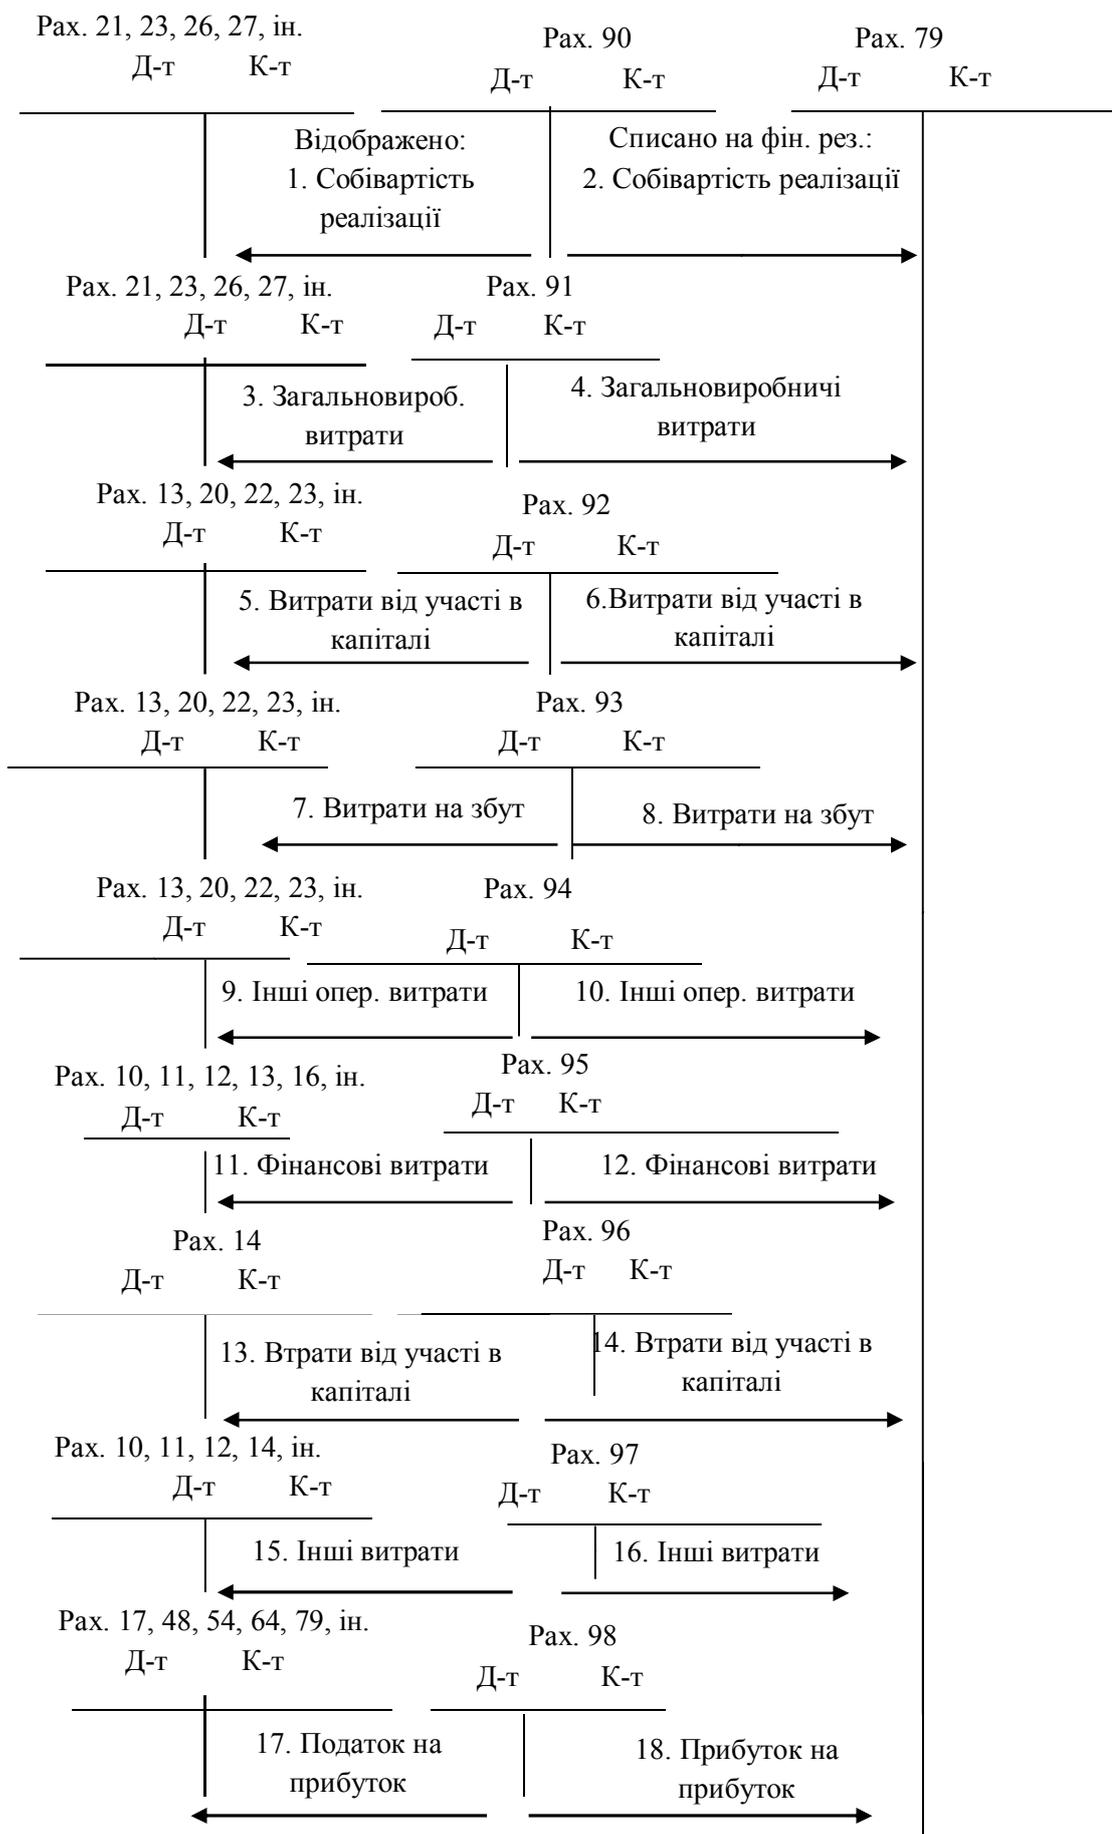 Рах. 21, 23, 26, 27, ін.
Рах. 90
Рах. 79
Д-т К-т
Д-т К-т
Д-т К-т
Відображено:
1. Собівартість
реалізації
Списано на фін. рез.:
2. Собівартість реалізації
Рах. 21, 23, 26, 27, ін.
Рах. 91
Д-т К-т
Д-т К-т
3. Загальновироб.
витрати
4. Загальновиробничі
витрати
Рах. 13, 20, 22, 23, ін.
Рах. 92
Д-т К-т
Д-т К-т
5. Витрати від участі в
капіталі
6.Витрати від участі в
капіталі
Рах. 13, 20, 22, 23, ін.
Рах. 93
Д-т К-т
Д-т К-т
7. Витрати на збут
8. Витрати на збут
Рах. 13, 20, 22, 23, ін.
Рах. 94
Д-т К-т
Д-т К-т
9. Інші опер. витрати
10. Інші опер. витрати
Рах. 10, 11, 12, 13, 16, ін.
Рах. 95
Д-т К-т
Д-т К-т
11. Фінансові витрати
12. Фінансові витрати
Рах. 14
Рах. 96
Д-т К-т
Д-т К-т
13. Втрати від участі в
капіталі
14. Втрати від участі в
капіталі
Рах. 10, 11, 12, 14, ін.
Рах. 97
Д-т К-т
Д-т К-т
15. Інші витрати
16. Інші витрати
Рах. 17, 48, 54, 64, 79, ін.
Рах. 98
Д-т К-т
Д-т К-т
17. Податок на
прибуток
18. Прибуток на
прибуток